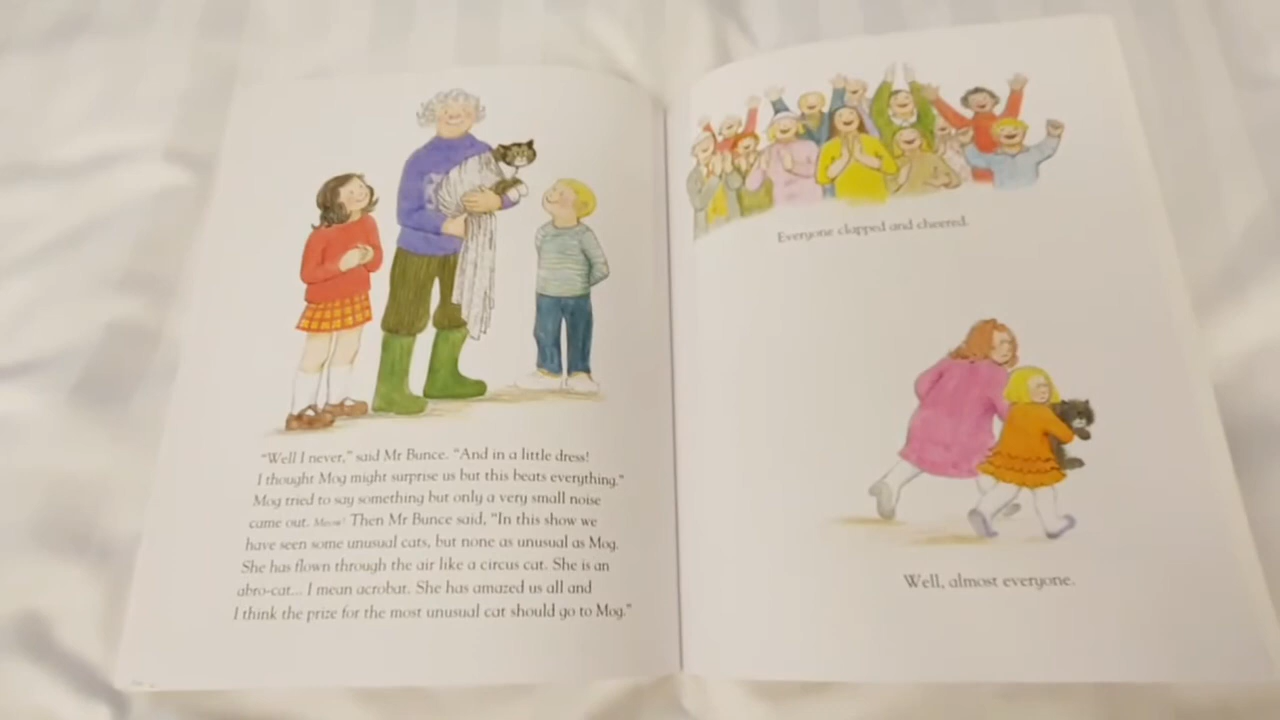 "Well I never," said Mr Bunce. "And in a little dress!
I thought Mog might surprise us but this beats everything."
Mog tried to say something but only a very small noise
came out. Meow! Then Mr Bunce said, "In this show we
have seen some unusual cats, but none as unusual as Mog.
She has flown through the air like a circus cat. She is an
abro-cat... I mean acrobat. She has amazed us all and
I think the prize for the most unusual cat should go to Mog."
Everyone clapped and cheered.
Well, almost everyone.